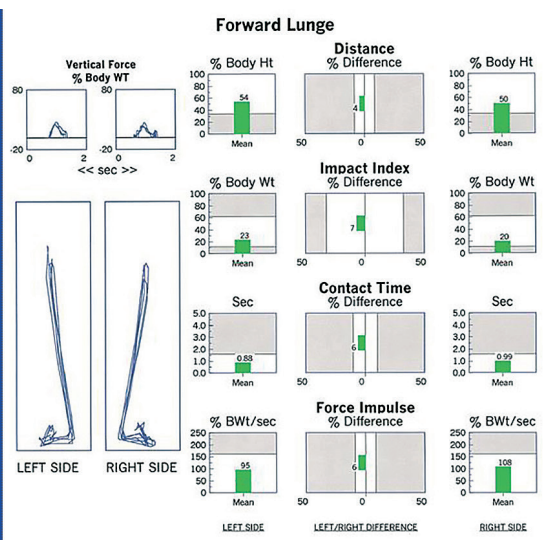 Forward Lunge
Vertical Force
% Body WT
80
-20
0
2
80
-20
0
2
<< sec >>
LEFT SIDE
RIGHT SIDE
Distance
% Body Ht
% Difference
% Body Ht
100
80
60
40
20
0
54
Mean
4
50
0
50
100
80
60
40
20
0
50
Mean
Impact Index
% Body Wt
% Difference
% Body Wt
100
80
60
40
20
0
23
Mean
7
50
0
50
100
80
60
40
20
0
20
Mean
Contact Time
Sec
% Difference
Sec
5.0
4.0
3.0
2.0
1.0
0.0
0.88
Mean
6
50
0
50
5.0
4.0
3.0
2.0
1.0
0.0
0.99
Mean
Force Impulse
% BWt/sec
% Difference
% BWt/sec
250
200
150
100
50
0
95
Mean
6
50
0
50
250
200
150
100
50
0
108
Mean
LEFT SIDE
LEFT/RIGHT DIFFERENCE
RIGHT SIDE